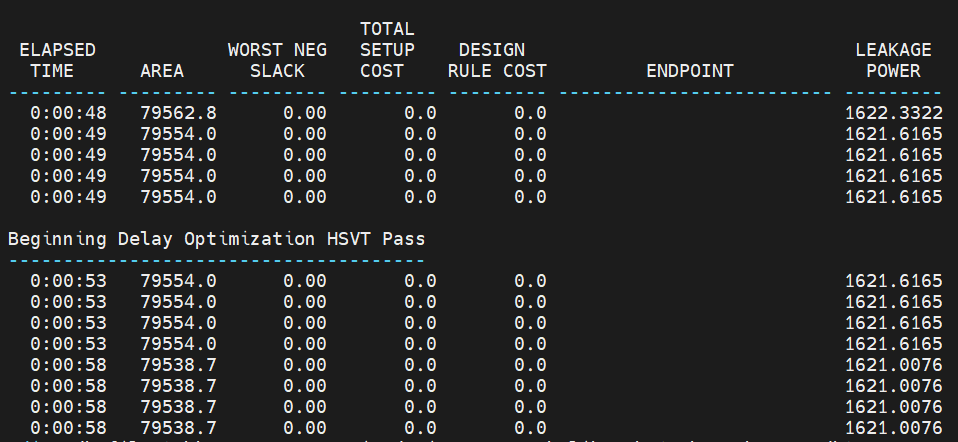 TOTAL
 ELAPSED            WORST NEG   SETUP    DESIGN                              LEAKAGE
  TIME      AREA      SLACK     COST    RULE COST         ENDPOINT            POWER
--------- --------- --------- --------- --------- ------------------------- ---------
  0:00:48   79562.8      0.00       0.0       0.0                           1622.3322
  0:00:49   79554.0      0.00       0.0       0.0                           1621.6165
  0:00:49   79554.0      0.00       0.0       0.0                           1621.6165
  0:00:49   79554.0      0.00       0.0       0.0                           1621.6165
  0:00:49   79554.0      0.00       0.0       0.0                           1621.6165
Beginning Delay Optimization HSVT Pass
--------------------------------------
  0:00:53   79554.0      0.00       0.0       0.0                           1621.6165
  0:00:53   79554.0      0.00       0.0       0.0                           1621.6165
  0:00:53   79554.0      0.00       0.0       0.0                           1621.6165
  0:00:53   79554.0      0.00       0.0       0.0                           1621.6165
  0:00:58   79538.7      0.00       0.0       0.0                           1621.0076
  0:00:58   79538.7      0.00       0.0       0.0                           1621.0076
  0:00:58   79538.7      0.00       0.0       0.0                           1621.0076
  0:00:58   79538.7      0.00       0.0       0.0                           1621.0076